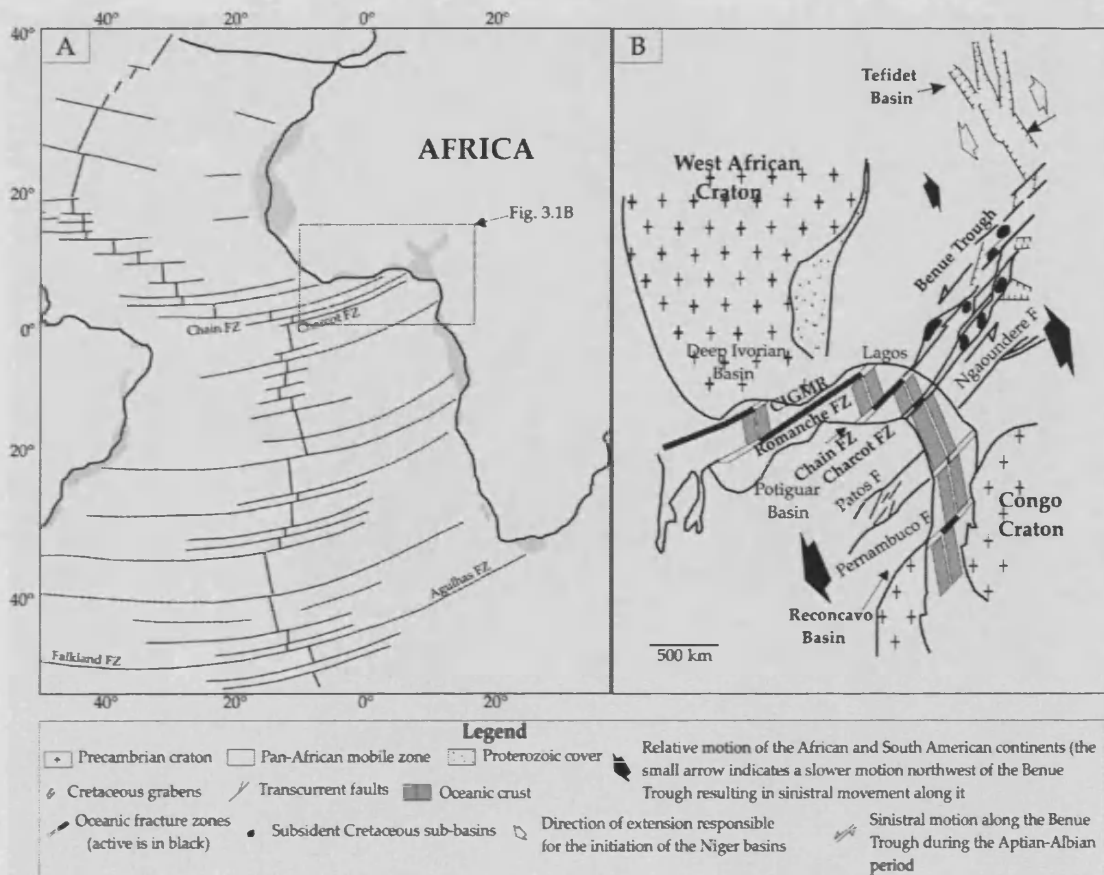 40°
20°
0°
20°
40°
A
AFRICA
20°
Fig. 3.1B
Chain FZ
Charcot FZ
0°
20°
40°
Agulhas FZ
Falkland FZ
40°
20°
0°
20°
B
Tefidet
Basin
West African
Craton
Benue Trough
Deep Ivorian
Basin
Lagos
Ngaoundere F
CIGMR
Romanche FZ
Chain FZ
Charcot FZ
Potiguar
Basin
Patos F
Pernambuco F
Congo
Craton
Reconcavo
Basin
500 km
Legend
Precambrian craton
Pan-African mobile zone
Proterozoic cover
Relative motion of the African and South American continents (the
small arrow indicates a slower motion northwest of the Benue
Trough resulting in sinistral movement along it
Cretaceous grabens
Transcurrent faults
Oceanic crust
Oceanic fracture zones
(active is in black)
Subsident Cretaceous sub-basins
Direction of extension responsible
for the initiation of the Niger basins
Sinistral motion along the Benue
Trough during the Aptian-Albian
period